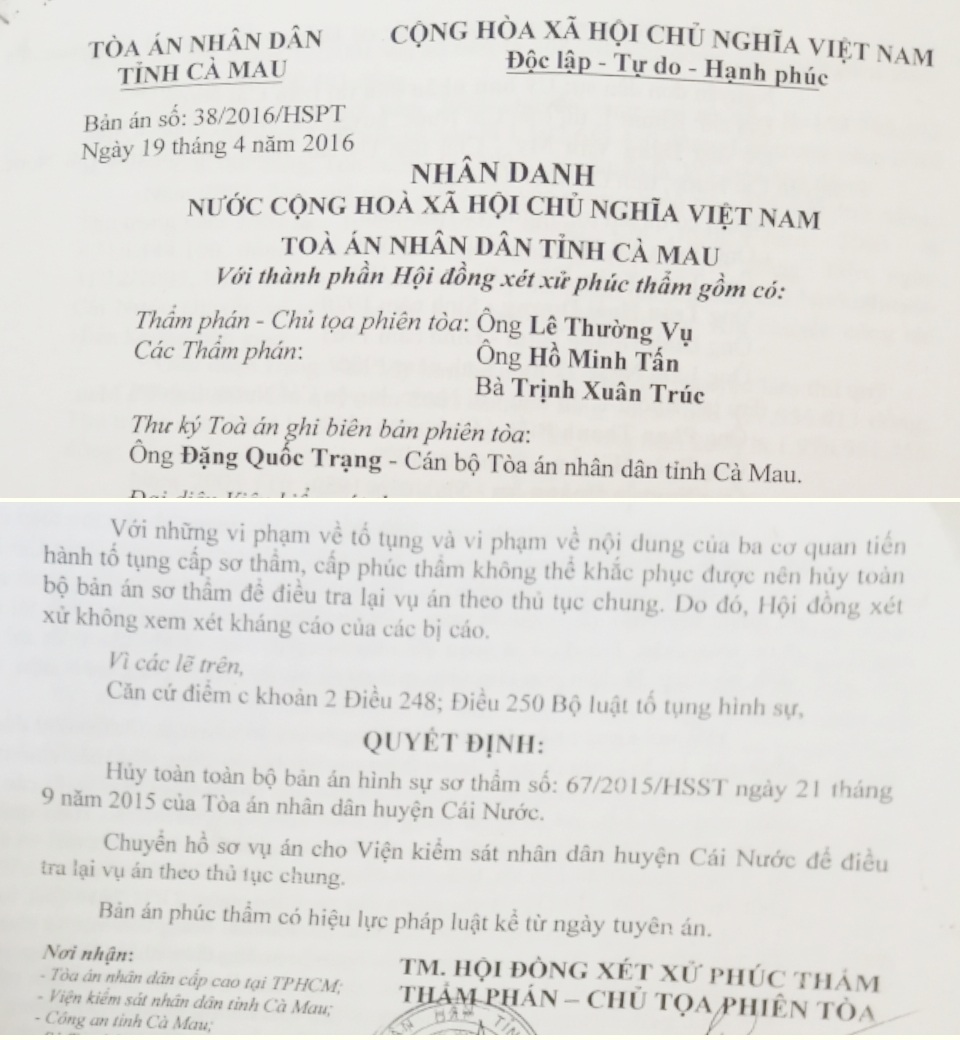 TÒA ÁN NHÂN DÂN
TỈNH CÀ MAU
CỘNG HÒA XÃ HỘI CHỦ NGHĨA VIỆT NAM
Độc lập - Tự do - Hạnh phúc
Bản án số: 38/2016/HSPT
Ngày 19 tháng 4 năm 2016
NHÂN DANH
NƯỚC CỘNG HOÀ XÃ HỘI CHỦ NGHĨA VIỆT NAM
TOÀ ÁN NHÂN DÂN TỈNH CÀ MAU
Với thành phần Hội đồng xét xử phúc thẩm gồm có:
Thẩm phán - Chủ tọa phiên tòa: Ông Lê Thường Vụ
Các Thẩm phán: Ông Hồ Minh Tấn
Bà Trịnh Xuân Trúc
Thư ký Toà án ghi biên bản phiên tòa:
Ông Đặng Quốc Trạng - Cán bộ Tòa án nhân dân tỉnh Cà Mau.
Với những vi phạm về tố tụng và vi phạm về nội dung của ba cơ quan tiến
hành tố tụng cấp sơ thẩm, cấp phúc thẩm không thể khắc phục được nên hủy toàn
bộ bản án sơ thẩm để điều tra lại vụ án theo thủ tục chung. Do đó, Hội đồng xét
xử không xem xét kháng cáo của các bị cáo.
Vì các lẽ trên,
Căn cứ điểm c khoản 2 Điều 248; Điều 250 Bộ luật tố tụng hình sự,
QUYẾT ĐỊNH:
Hủy toàn toàn bộ bản án hình sự sơ thẩm số: 67/2015/HSST ngày 21 tháng
9 năm 2015 của Tòa án nhân dân huyện Cái Nước.
Chuyển hồ sơ vụ án cho Viện kiểm sát nhân dân huyện Cái Nước để điều
tra lại vụ án theo thủ tục chung.
Bản án phúc thẩm có hiệu lực pháp luật kể từ ngày tuyên án.
Nơi nhận:
- Tòa án nhân dân cấp cao tại TPHCM;
- Viện kiểm sát nhân dân tỉnh Cà Mau;
- Công an tỉnh Cà Mau;
TM. HỘI ĐỒNG XÉT XỬ PHÚC THẨM
THẨM PHÁN – CHỦ TỌA PHIÊN TÒA